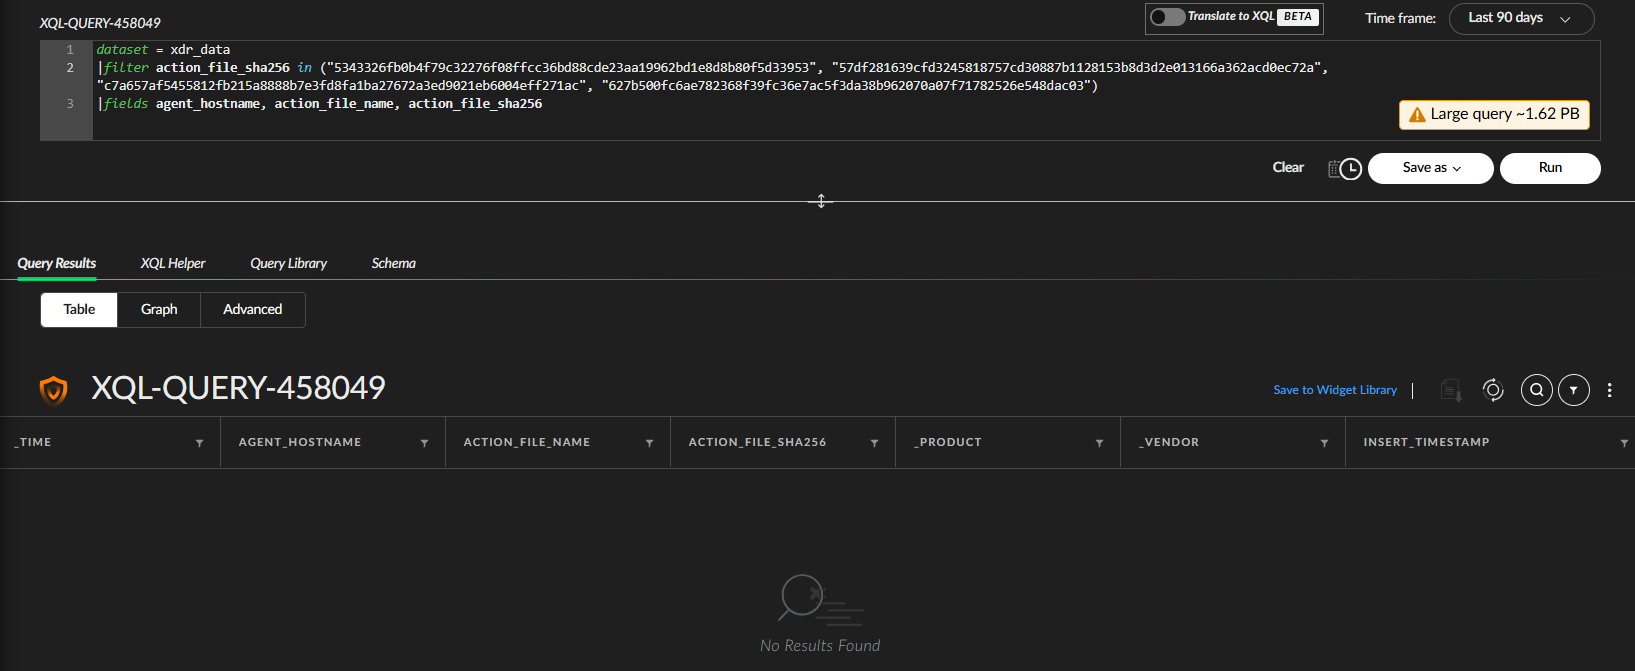 XQL-QUERY-458049
Translate to XQL BETA
Time frame:
Last 90 days
1 dataset = xdr_data
2 |filter action_file_sha256 in ("5343326fb0b4f79c32276f08ffcc36bd88cde23aa19962bd1e8d8b80f5d33953", "57df281639cfd3245818757cd30887b1128153b8d3d2e013166a362acd0ec72a",
"c7a657af5455812fb215a8888b7e3fd8fa1ba27672a3ed9021eb6004eff271ac", "627b500fc6ae782368f39fc36e7ac5f3da38b962070a07f71782526e548dac03")
3 |fields agent_hostname, action_file_name, action_file_sha256
Large query ~1.62 PB
Clear
Save as
Run
Query Results
XQL Helper
Query Library
Schema
Table
Graph
Advanced
XQL-QUERY-458049
Save to Widget Library
_TIME
AGENT_HOSTNAME
ACTION_FILE_NAME
ACTION_FILE_SHA256
_PRODUCT
_VENDOR
INSERT_TIMESTAMP
No Results Found